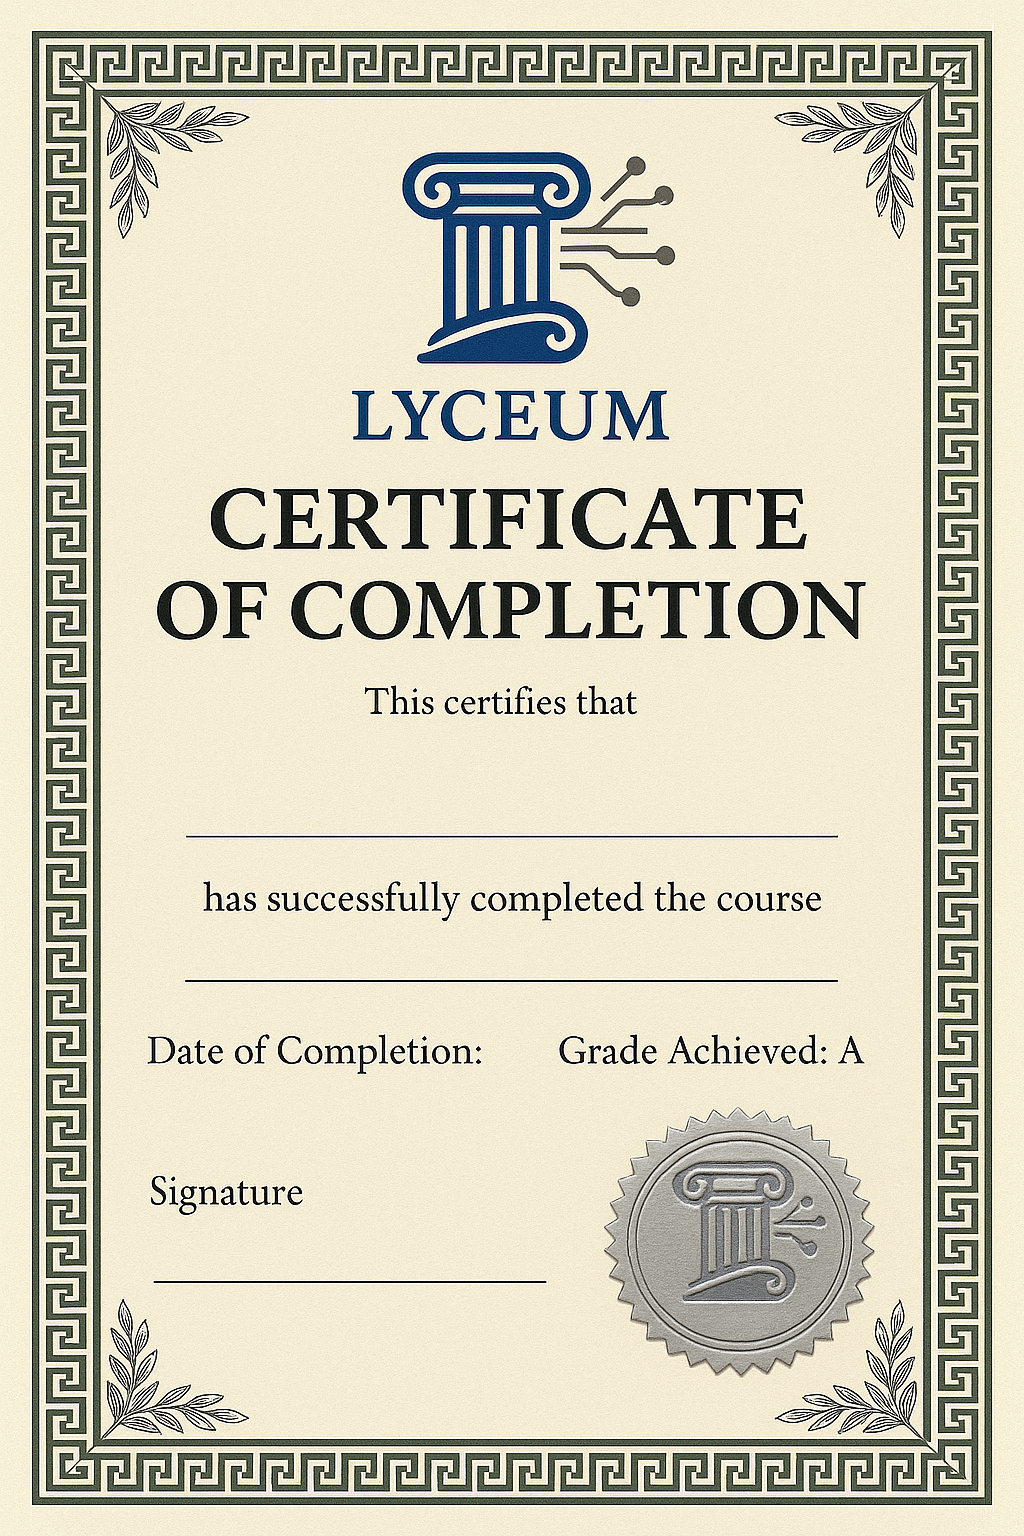 LYCEUM
CERTIFICATE
OF COMPLETION
This certifies that
has successfully completed the course
Date of Completion: Grade Achieved: A
Signature